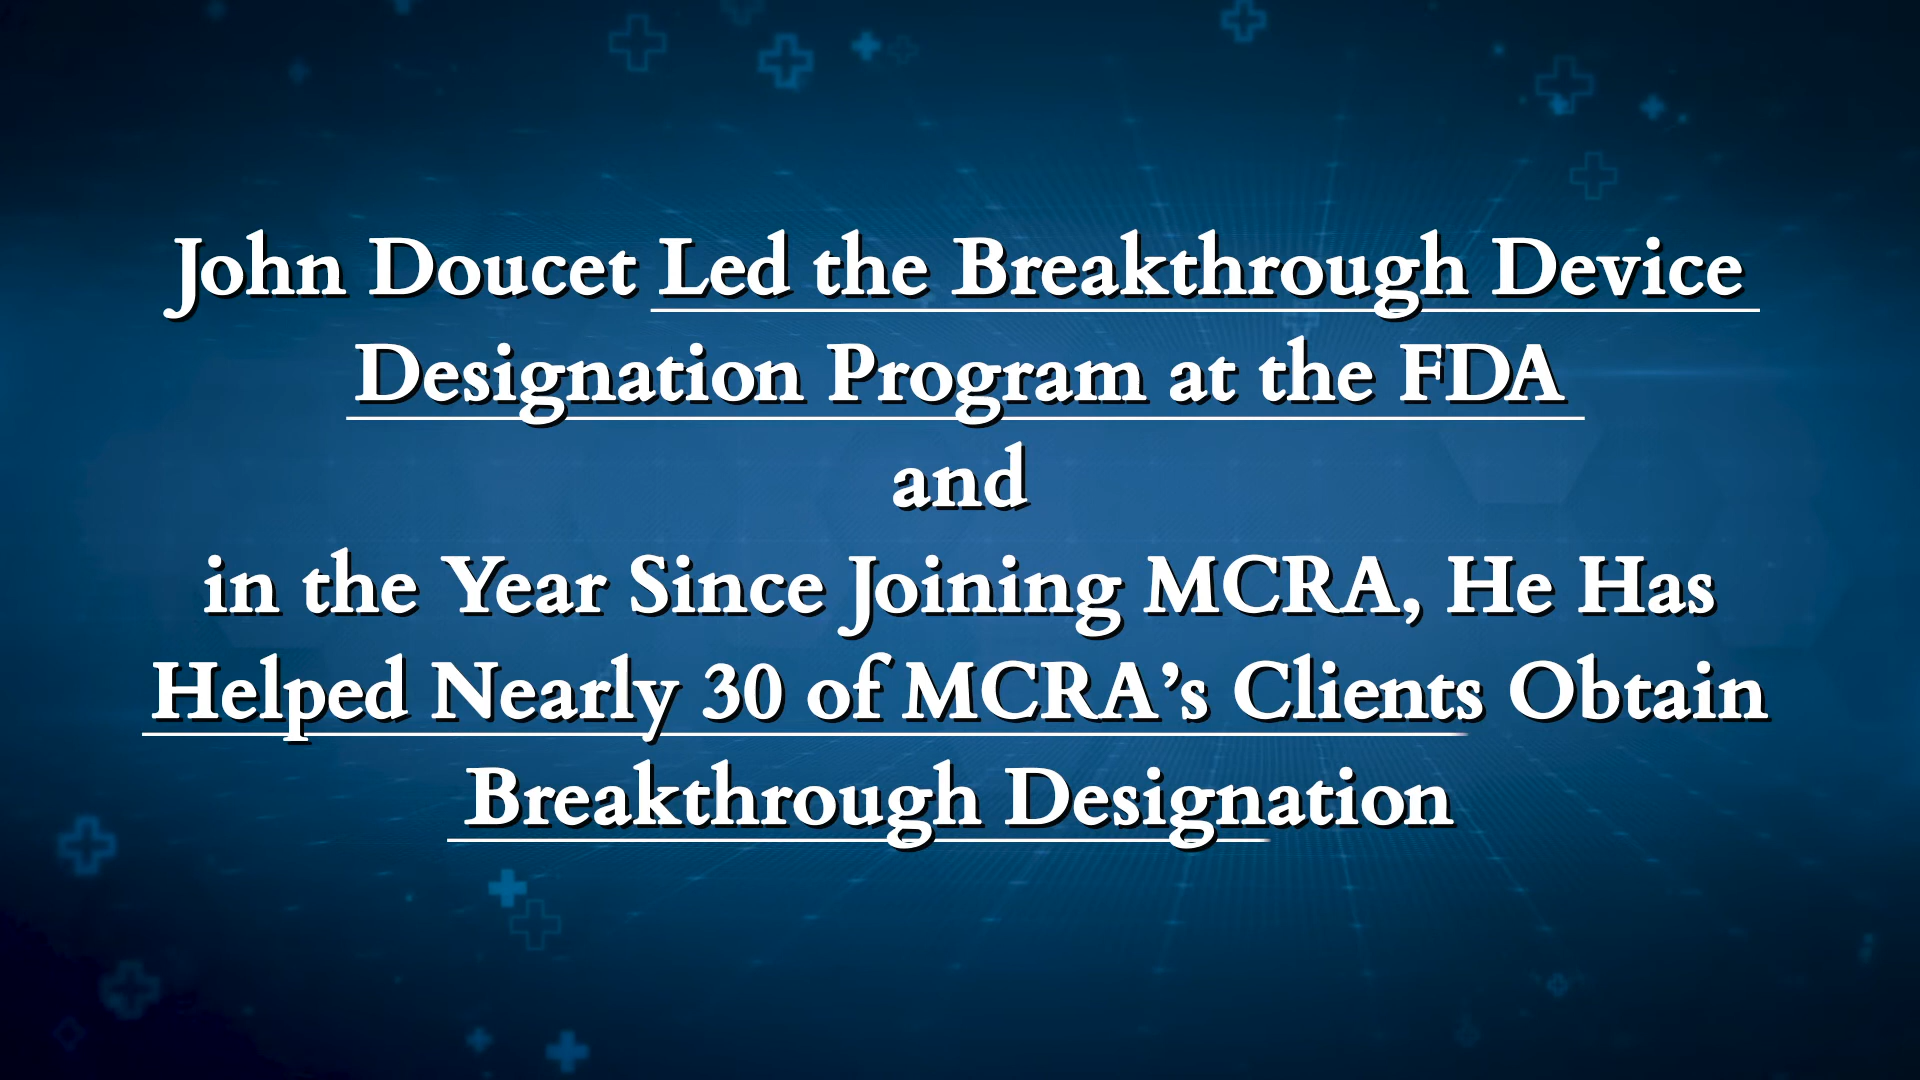 John Doucet Led the Breakthrough Device
Designation Program at the FDA
and
in the Year Since Joining MCRA, He Has
Helped Nearly 30 of MCRA’s Clients Obtain
Breakthrough Designation